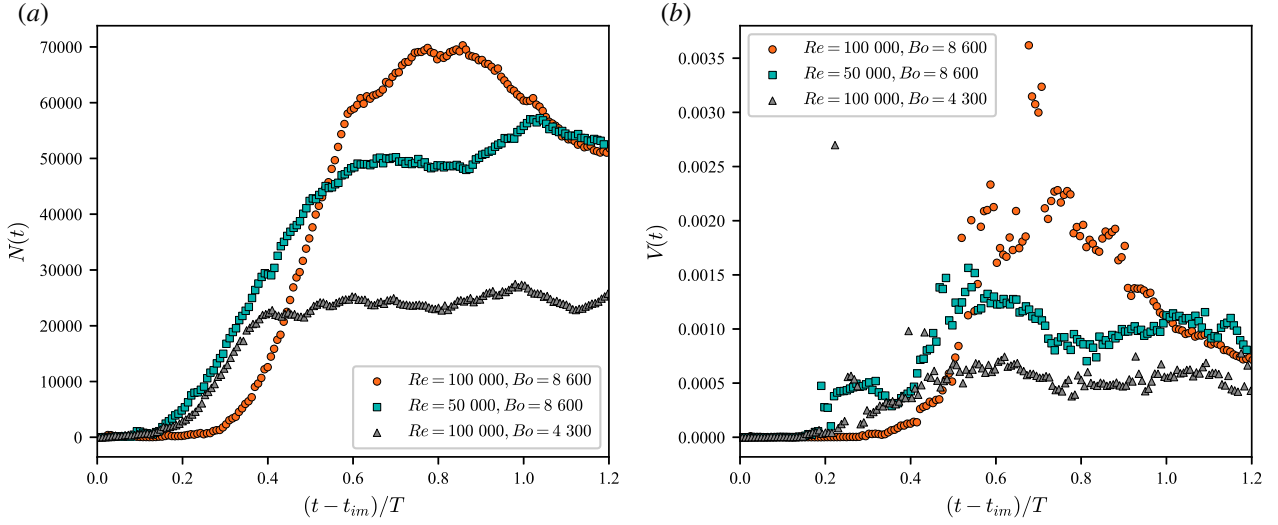 (a)
70000
60000
50000
40000
30000
20000
10000
0
N(t)
Re = 100 000, Bo = 8 600
Re = 50 000, Bo = 8 600
Re = 100 000, Bo = 4 300
0.0 0.2 0.4 0.6 0.8 1.0 1.2
(t − t_{im})/T
(b)
0.0035
0.0030
0.0025
0.0020
0.0015
0.0010
0.0005
0.0000
V(t)
Re = 100 000, Bo = 8 600
Re = 50 000, Bo = 8 600
Re = 100 000, Bo = 4 300
0.0 0.2 0.4 0.6 0.8 1.0 1.2
(t − t_{im})/T